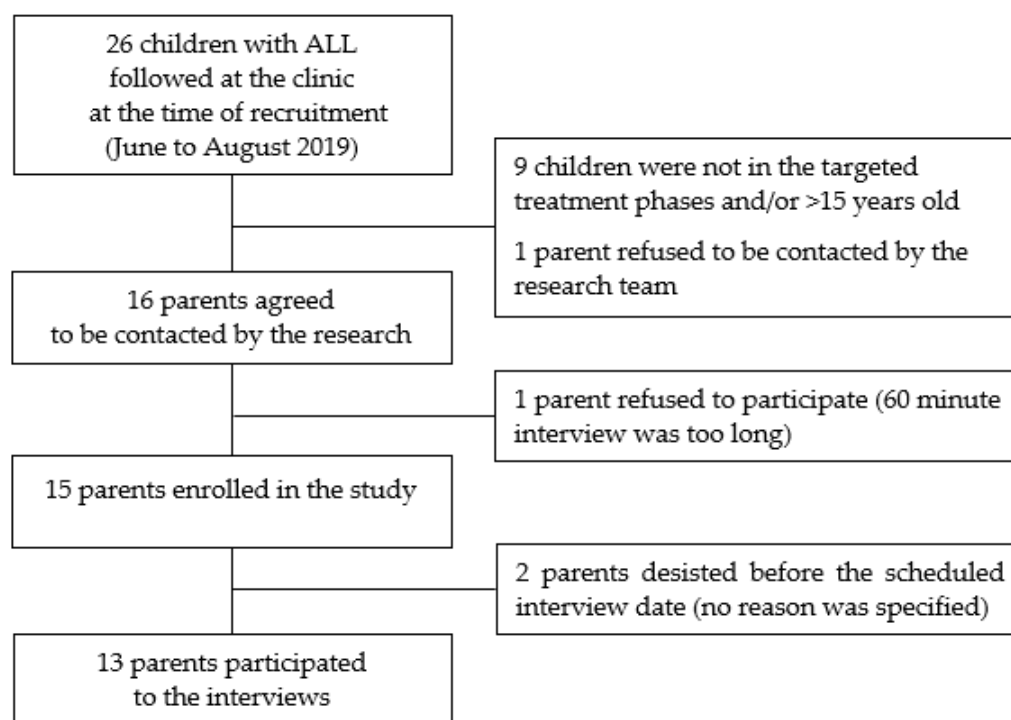 26 children with ALL
followed at the clinic
at the time of recruitment
(June to August 2019)
9 children were not in the targeted
treatment phases and/or >15 years old
1 parent refused to be contacted by the
research team
16 parents agreed
to be contacted by the research
1 parent refused to participate (60 minute
interview was too long)
15 parents enrolled in the study
2 parents desisted before the scheduled
interview date (no reason was specified)
13 parents participated
to the interviews